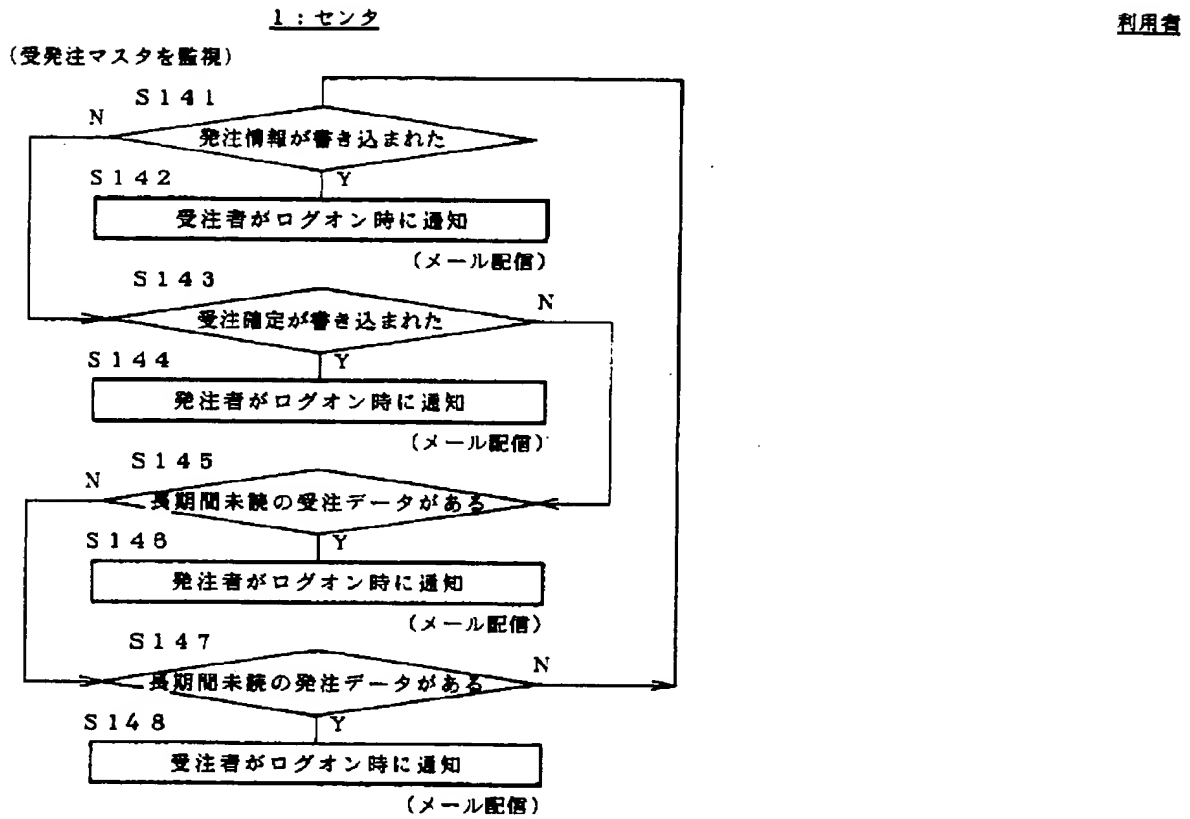 1:センタ
利用者
(受発注マスタを監視)
S141
N
発注情報が書き込まれた
Y
S142
受注者がログオン時に通知
(メール配信)
S143
N
受注確定が書き込まれた
Y
S144
発注者がログオン時に通知
(メール配信)
S145
N
長期間未読の受注データがある
Y
S146
発注者がログオン時に通知
(メール配信)
S147
N
長期間未読の発注データがある
Y
S148
受注者がログオン時に通知
(メール配信)